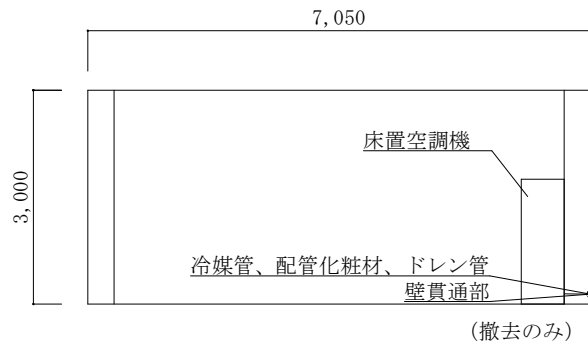 7,050
床置空調機
3,000
冷媒管、配管化粧材、ドレン管
壁貫通部
(撤去のみ)